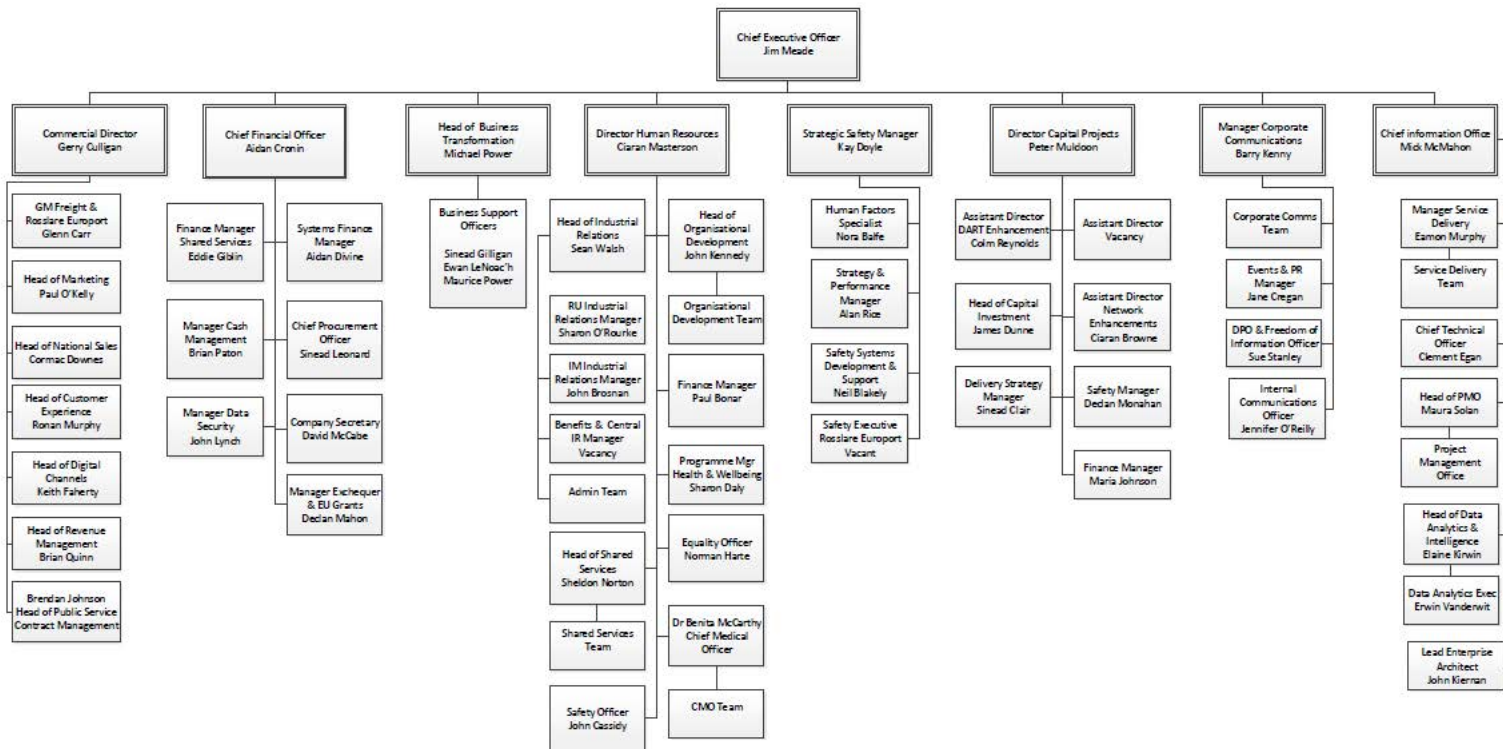 Chief Executive Officer
Jim Meade
Commercial Director
Gerry Culligan
Chief Financial Officer
Aidan Cronin
Head of Business
Transformation
Michael Power
Director Human Resources
Ciaran Masterson
Strategic Safety Manager
Kay Doyle
Director Capital Projects
Peter Muldoon
Manager Corporate
Communications
Barry Kenny
Chief information Office
Mick McMahon
GM Freight &
Rosslare Europort
Glenn Carr
Head of Marketing
Paul O'Kelly
Head of National Sales
Cormac Downes
Head of Customer
Experience
Ronan Murphy
Head of Digital
Channels
Keith Faherty
Head of Revenue
Management
Brian Quinn
Brendan Johnson
Head of Public Service
Contract Management
Finance Manager
Shared Services
Eddie Giblin
Systems Finance
Manager
Aidan Divine
Manager Cash
Management
Brian Paton
Chief Procurement
Officer
Sinead Leonard
Manager Data
Security
John Lynch
Company Secretary
David McCabe
Manager Exchequer
& EU Grants
Declan Mahon
Business Support
Officers
Sinead Gilligan
Ewan LeNoac'h
Maurice Power
Head of Industrial
Relations
Sean Walsh
Head of
Organisational
Development
John Kennedy
RU Industrial
Relations Manager
Sharon O'Rourke
Organisational
Development Team
IM Industrial
Relations Manager
John Brosnan
Finance Manager
Paul Bonar
Benefits & Central
IR Manager
Vacancy
Programme Mgr
Health & Wellbeing
Sharon Daly
Admin Team
Equality Officer
Norman Harte
Head of Shared
Services
Sheldon Norton
Shared Services
Team
Dr Benita McCarthy
Chief Medical
Officer
Safety Officer
John Cassidy
CMO Team
Human Factors
Specialist
Nora Balfe
Strategy &
Performance
Manager
Alan Rice
Safety Systems
Development &
Support
Neil Blakely
Safety Executive
Rosslare Europort
Vacant
Assistant Director
DART Enhancement
Colm Reynolds
Assistant Director
Vacancy
Head of Capital
Investment
James Dunne
Assistant Director
Network
Enhancements
Ciaran Browne
Delivery Strategy
Manager
Sinead Clair
Safety Manager
Declan Monahan
Finance Manager
Maria Johnson
Corporate Comms
Team
Events & PR
Manager
Jane Cregan
DPO & Freedom of
Information Officer
Sue Stanley
Internal
Communications
Officer
Jennifer O'Reilly
Manager Service
Delivery
Eamon Murphy
Service Delivery
Team
Chief Technical
Officer
Clement Egan
Head of PMO
Maura Solan
Project
Management
Office
Head of Data
Analytics &
Intelligence
Elaine Kirwin
Data Analytics Exec
Erwin Vanderwit
Lead Enterprise
Architect
John Kiernan